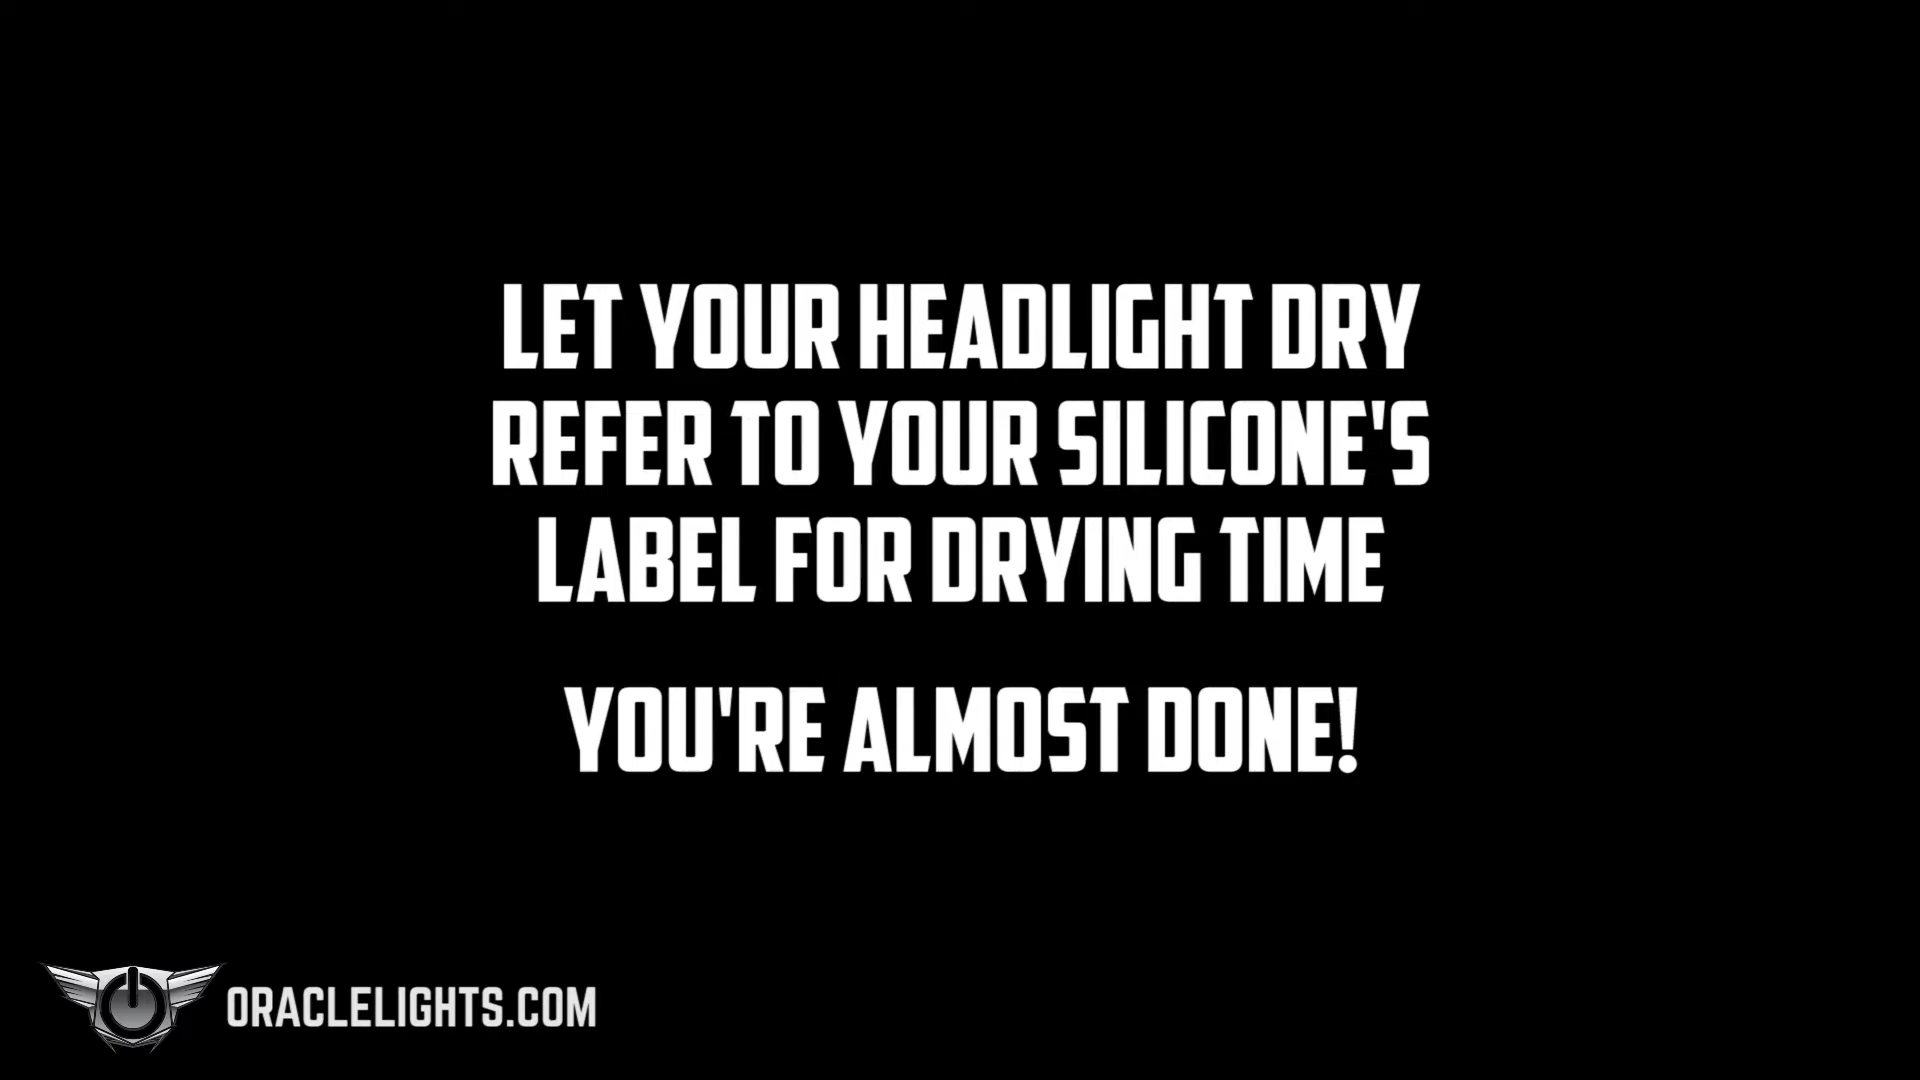 LET YOUR HEADLIGHT DRY
REFER TO YOUR SILICONE'S
LABEL FOR DRYING TIME
YOU'RE ALMOST DONE!
ORACLELIGHTS.COM